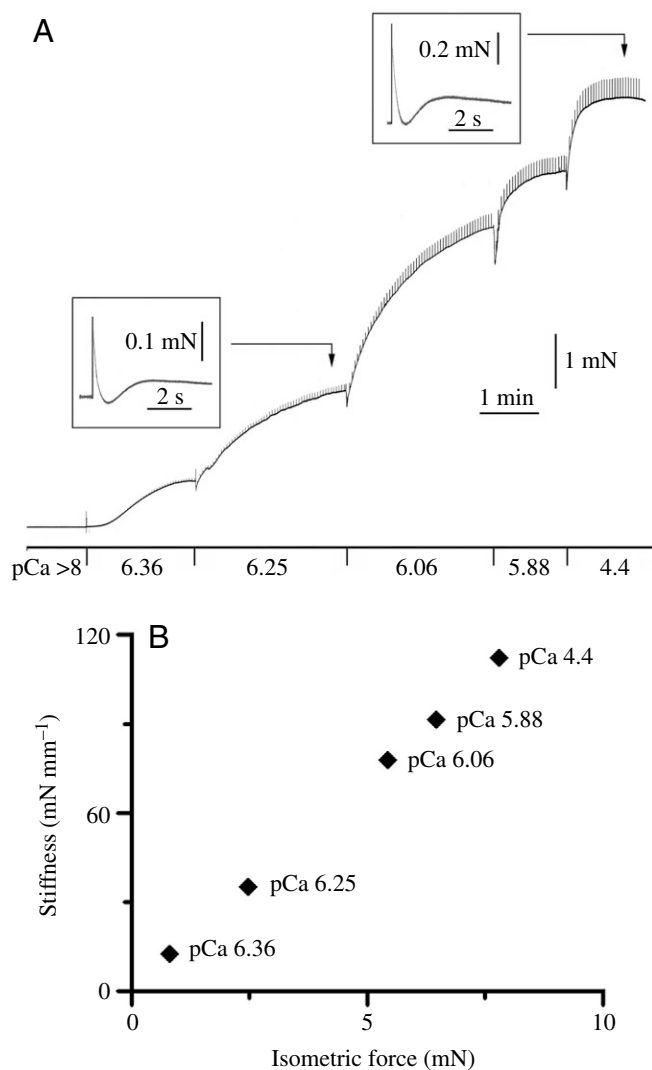 A
0.2 mN
2 s
0.1 mN
2 s
1 mN
1 min
pCa >8 6.36 6.25 6.06 5.88 4.4
B
120
60
0
Stiffness (mN mm⁻¹)
pCa 4.4
pCa 5.88
pCa 6.06
pCa 6.25
pCa 6.36
0 5 10
Isometric force (mN)